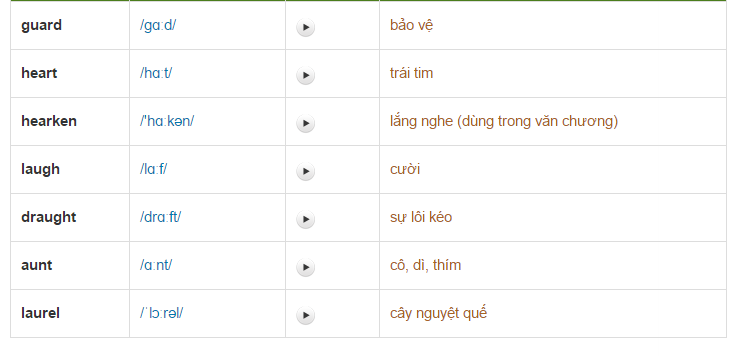 guard /gɑːd/ bảo vệ
heart /hɑːt/ trái tim
hearken /'hɑːkən/ lắng nghe (dùng trong văn chương)
laugh /lɑːf/ cười
draught /drɑːft/ sự lôi kéo
aunt /ɑːnt/ cô, dì, thím
laurel /ˈlɔːrəl/ cây nguyệt quế